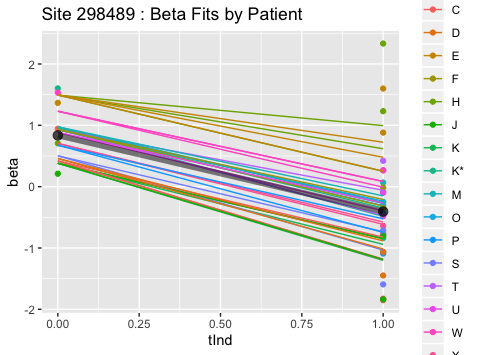 Site 298489 : Beta Fits by Patient
beta
2
1
0
-1
-2
0.00 0.25 0.50 0.75 1.00
tInd
C
D
E
F
H
J
K
K*
M
O
P
S
T
U
W